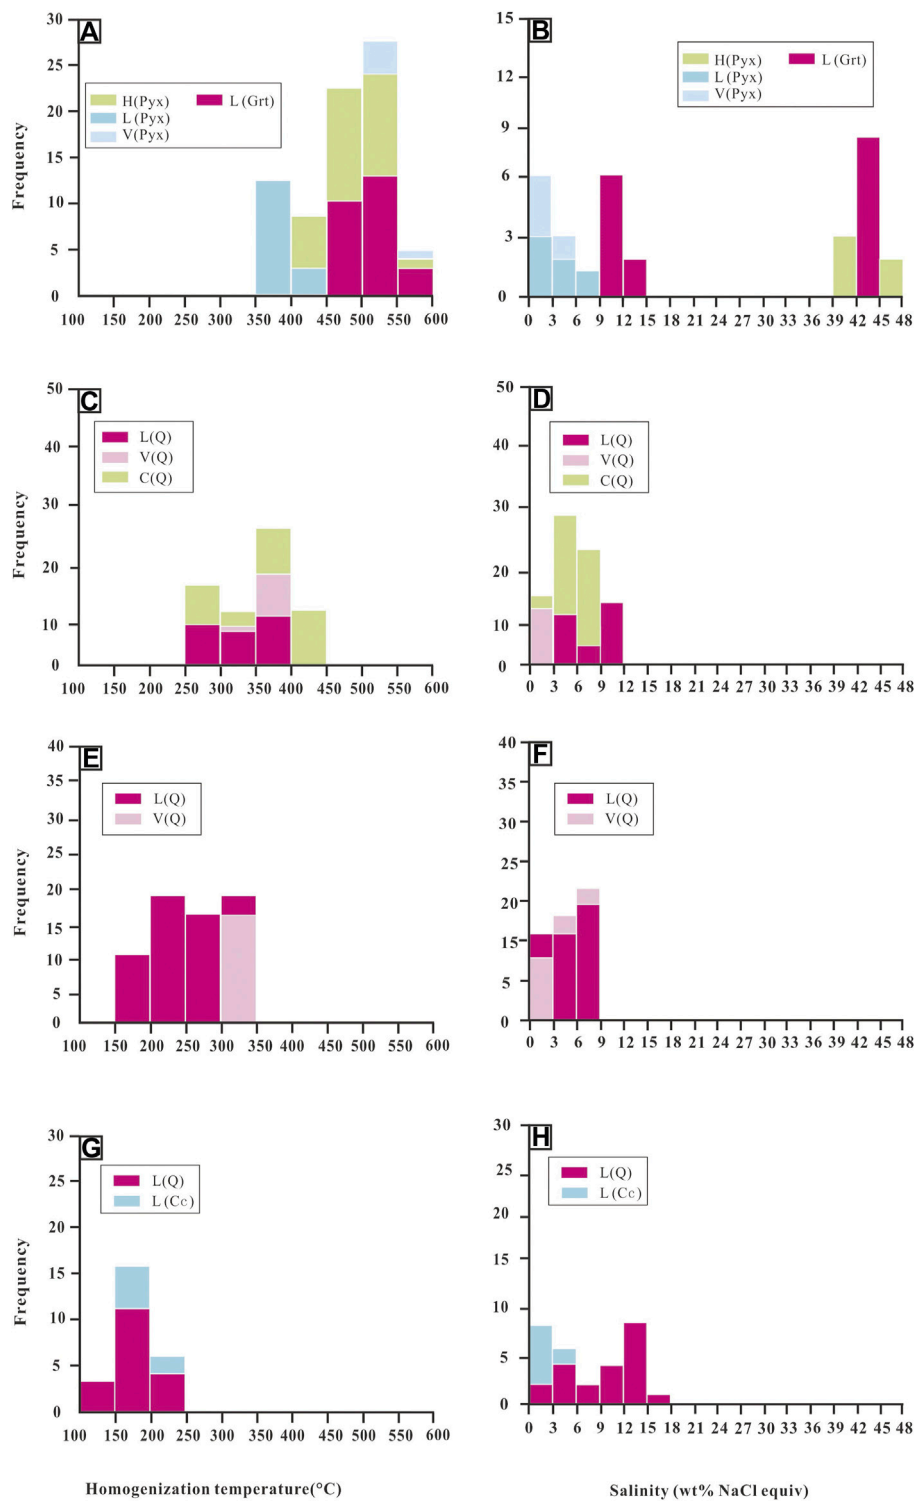 A
30
25
20
15
10
5
0
Frequency
H(Pyx) L(Grt)
L(Pyx)
V(Pyx)
100 150 200 250 300 350 400 450 500 550 600
B
15
12
9
6
3
0
H(Pyx) L(Grt)
L(Pyx)
V(Pyx)
0 3 6 9 12 15 18 21 24 27 30 33 36 39 42 45 48
C
50
40
30
20
10
0
Frequency
L(Q)
V(Q)
C(Q)
100 150 200 250 300 350 400 450 500 550 600
D
50
40
30
20
10
0
L(Q)
V(Q)
C(Q)
0 3 6 9 12 15 18 21 24 27 30 33 36 39 42 45 48
E
40
35
30
25
20
15
10
5
0
Frequency
L(Q)
V(Q)
100 150 200 250 300 350 400 450 500 550 600
F
40
35
30
25
20
15
5
0
L(Q)
V(Q)
0 3 6 9 12 15 18 21 24 27 30 33 36 39 42 45 48
G
30
25
20
15
10
5
0
Frequency
L(Q)
L(Cc)
100 150 200 250 300 350 400 450 500 550 600
Homogenization temperature(°C)
H
30
25
20
15
10
5
0
L(Q)
L(Cc)
0 3 6 9 12 15 18 21 24 27 30 33 36 39 42 45 48
Salinity (wt% NaCl equiv)